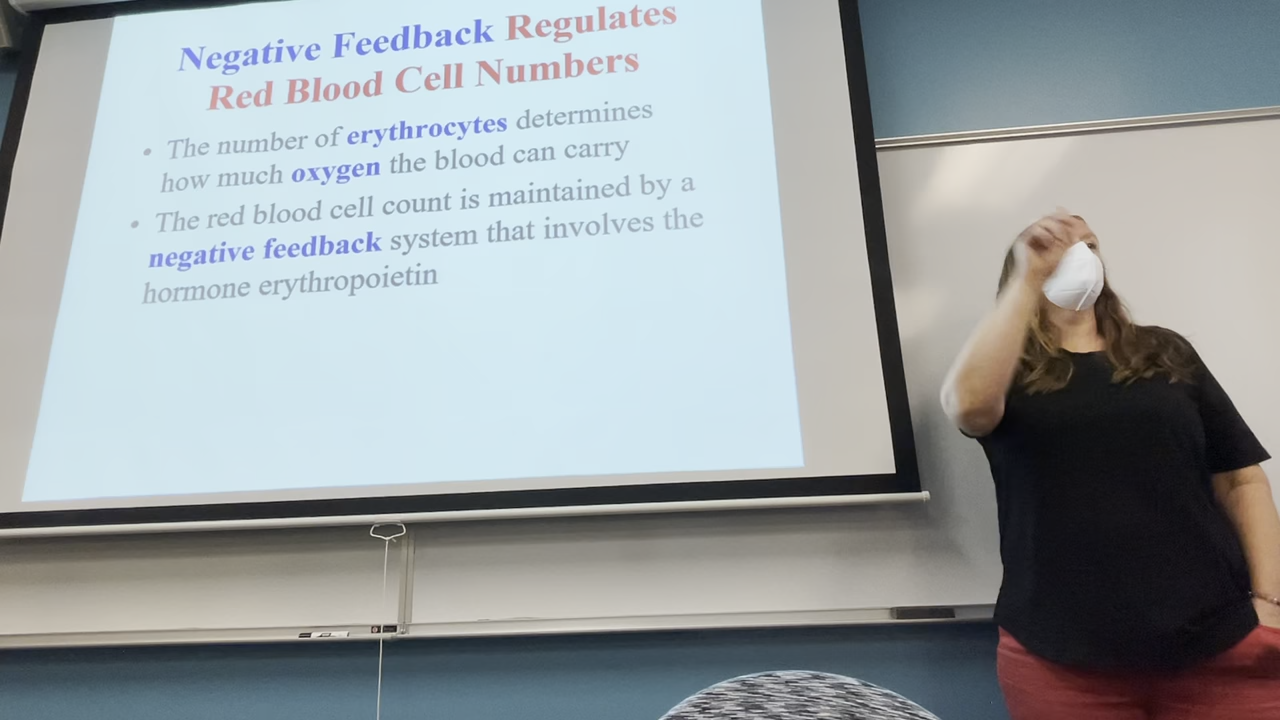 Negative Feedback Regulates
Red Blood Cell Numbers
• The number of erythrocytes determines
how much oxygen the blood can carry
• The red blood cell count is maintained by a
negative feedback system that involves the
hormone erythropoietin